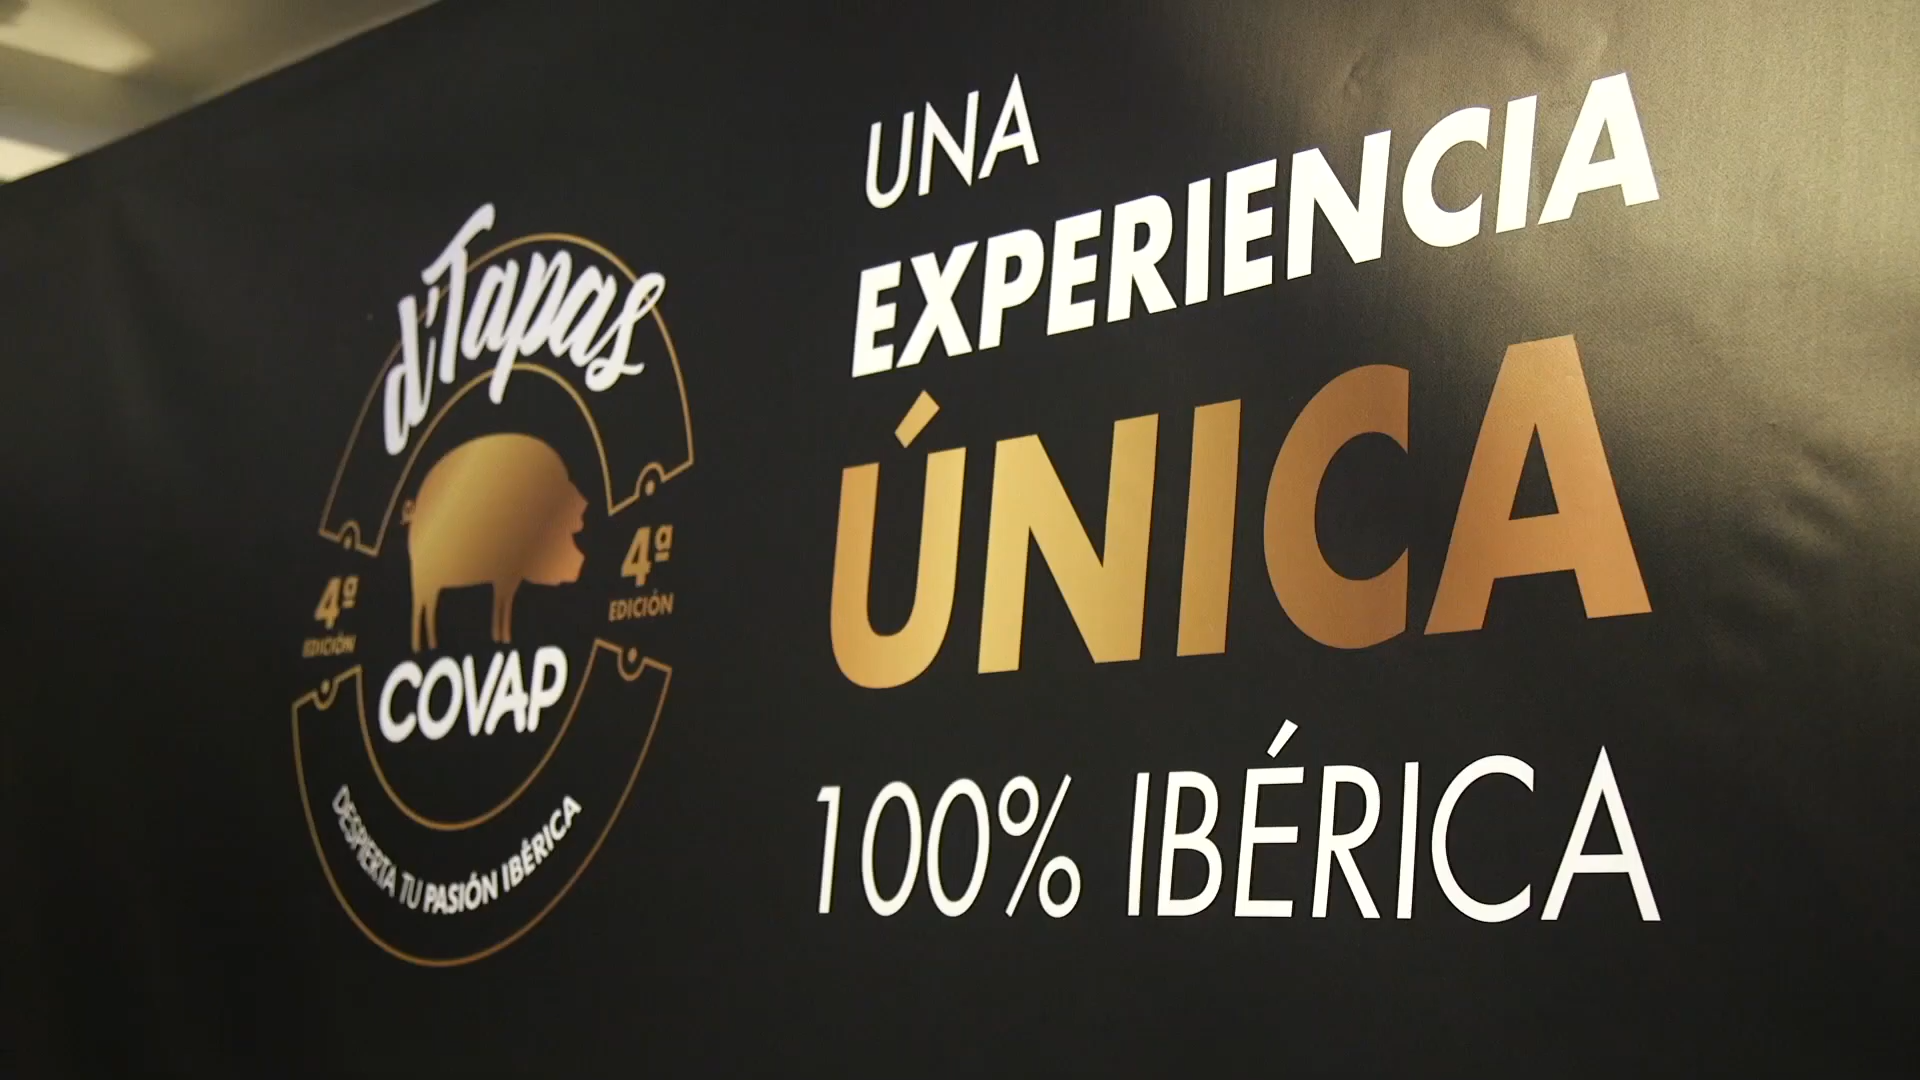 d'Tapas
4ª
EDICIÓN
4ª
EDICIÓN
COVAP
DESPIERTA TU PASIÓN IBÉRICA
UNA
EXPERIENCIA
ÚNICA
100% IBÉRICA